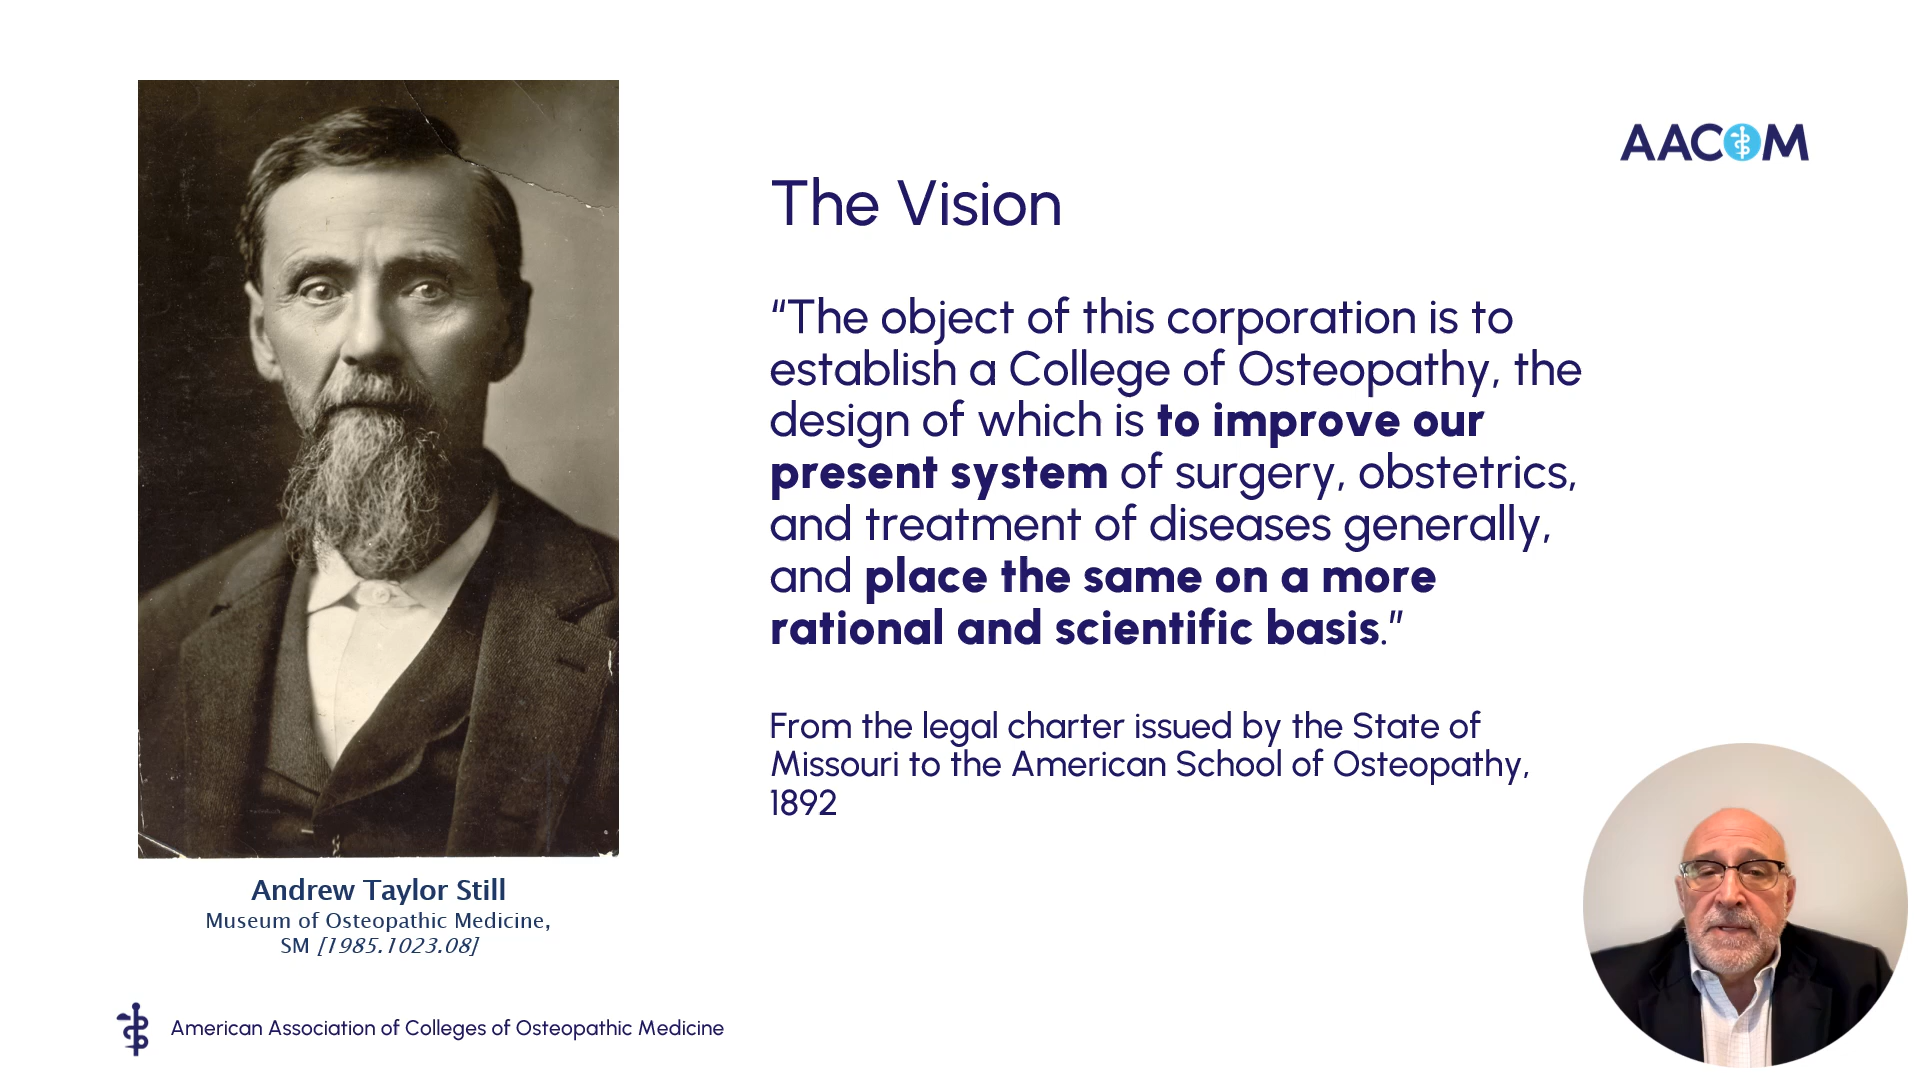 AACOM
The Vision
“The object of this corporation is to
establish a College of Osteopathy, the
design of which is to improve our
present system of surgery, obstetrics,
and treatment of diseases generally,
and place the same on a more
rational and scientific basis.”
From the legal charter issued by the State of
Missouri to the American School of Osteopathy,
1892
Andrew Taylor Still
Museum of Osteopathic Medicine,
SM [1985.1023.08]
American Association of Colleges of Osteopathic Medicine